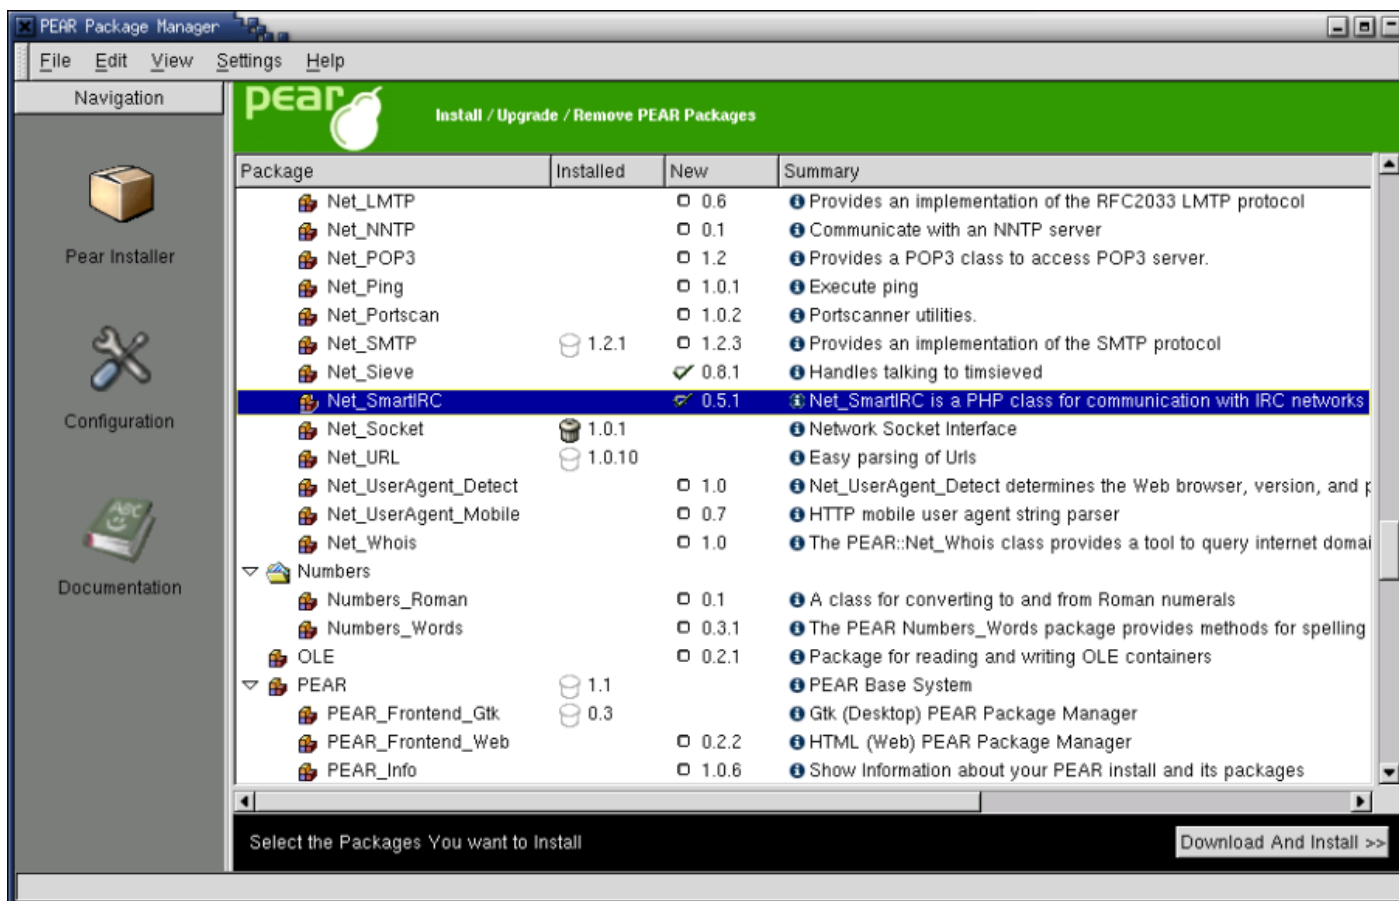 PEAR Package Manager
File Edit View Settings Help
Navigation
Pear Installer
Configuration
Documentation
pear
Install / Upgrade / Remove PEAR Packages
Package Installed New Summary
Net_LMTP 0.6 Provides an implementation of the RFC2033 LMTP protocol
Net_NNTP 0.1 Communicate with an NNTP server
Net_POP3 1.2 Provides a POP3 class to access POP3 server.
Net_Ping 1.0.1 Execute ping
Net_Portscan 1.0.2 Portscanner utilities.
Net_SMTP 1.2.1 1.2.3 Provides an implementation of the SMTP protocol
Net_Sieve 0.8.1 Handles talking to timsieved
Net_SmartIRC 0.5.1 Net_SmartIRC is a PHP class for communication with IRC networks
Net_Socket 1.0.1 Network Socket Interface
Net_URL 1.0.10 Easy parsing of Urls
Net_UserAgent_Detect 1.0 Net_UserAgent_Detect determines the Web browser, version, and
Net_UserAgent_Mobile 0.7 HTTP mobile user agent string parser
Net_Whois 1.0 The PEAR::Net_Whois class provides a tool to query internet domai
Numbers
Numbers_Roman 0.1 A class for converting to and from Roman numerals
Numbers_Words 0.3.1 The PEAR Numbers_Words package provides methods for spelling
OLE 0.2.1 Package for reading and writing OLE containers
PEAR 1.1 PEAR Base System
PEAR_Frontend_Gtk 0.3 Gtk (Desktop) PEAR Package Manager
PEAR_Frontend_Web 0.2.2 HTML (Web) PEAR Package Manager
PEAR_Info 1.0.6 Show Information about your PEAR install and its packages
Select the Packages You want to Install
Download And Install >>